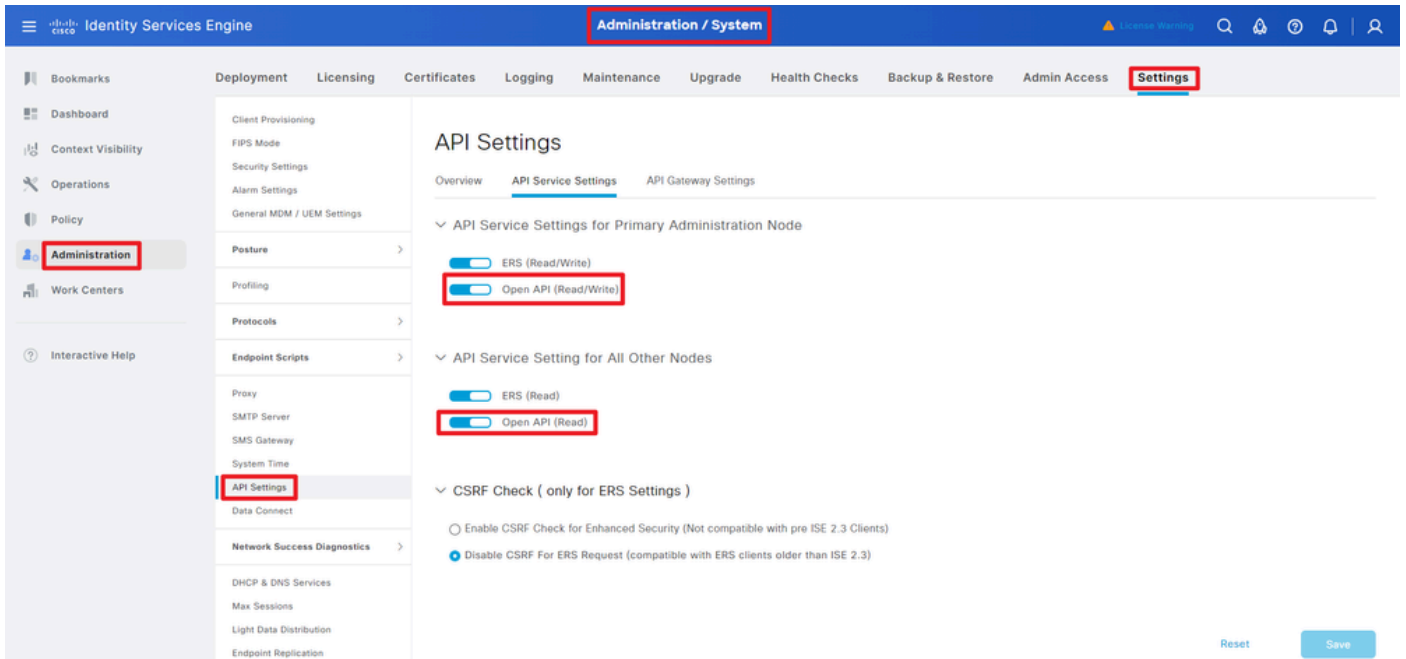 cisco Identity Services Engine
Administration / System
License Warning
Bookmarks
Dashboard
Context Visibility
Operations
Policy
Administration
Work Centers
Interactive Help
Deployment Licensing Certificates Logging Maintenance Upgrade Health Checks Backup & Restore Admin Access Settings
Client Provisioning
FIPS Mode
Security Settings
Alarm Settings
General MDM / UEM Settings
Posture
Profiling
Protocols
Endpoint Scripts
Proxy
SMTP Server
SMS Gateway
System Time
API Settings
Data Connect
Network Success Diagnostics
DHCP & DNS Services
Max Sessions
Light Data Distribution
Endpoint Replication
API Settings
Overview API Service Settings API Gateway Settings
API Service Settings for Primary Administration Node
ERS (Read/Write)
Open API (Read/Write)
API Service Setting for All Other Nodes
ERS (Read)
Open API (Read)
CSRF Check ( only for ERS Settings )
Enable CSRF Check for Enhanced Security (Not compatible with pre ISE 2.3 Clients)
Disable CSRF For ERS Request (compatible with ERS clients older than ISE 2.3)
Reset Save